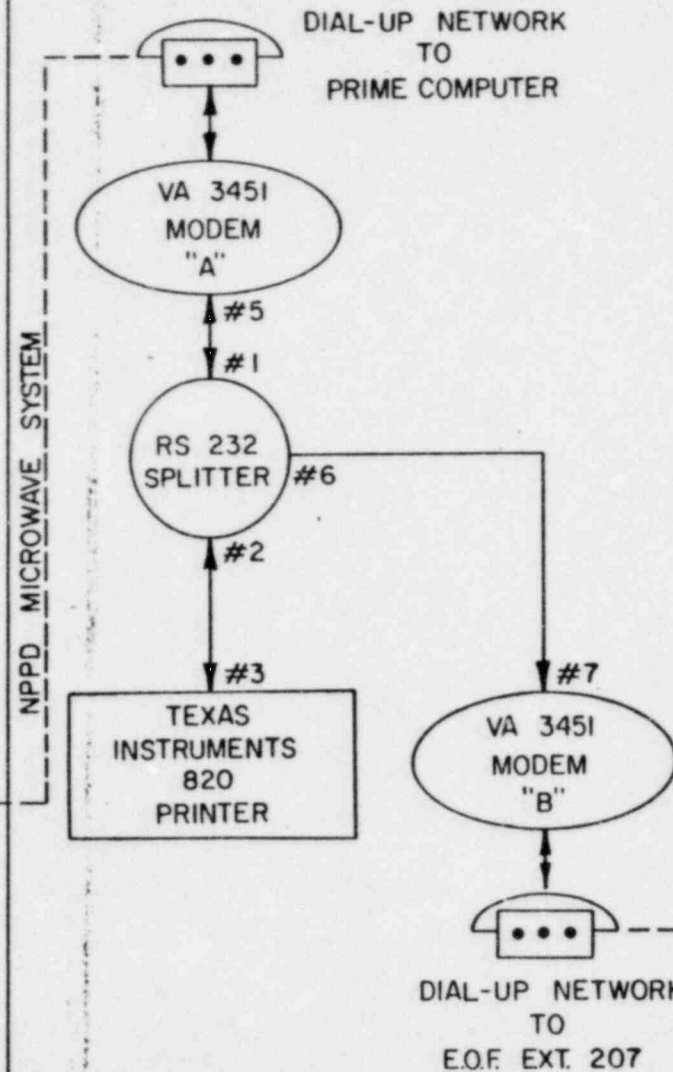 DIAL-UP NETWORK
TO
PRIME COMPUTER
VA 3451
MODEM
"A"
#5
#1
NPPD MICROWAVE SYSTEM
RS 232
SPLITTER
#6
#2
#3
#7
TEXAS
INSTRUMENTS
820
PRINTER
VA 3451
MODEM
"B"
DIAL-UP NETWORK
TO
E.O.F. EXT. 207